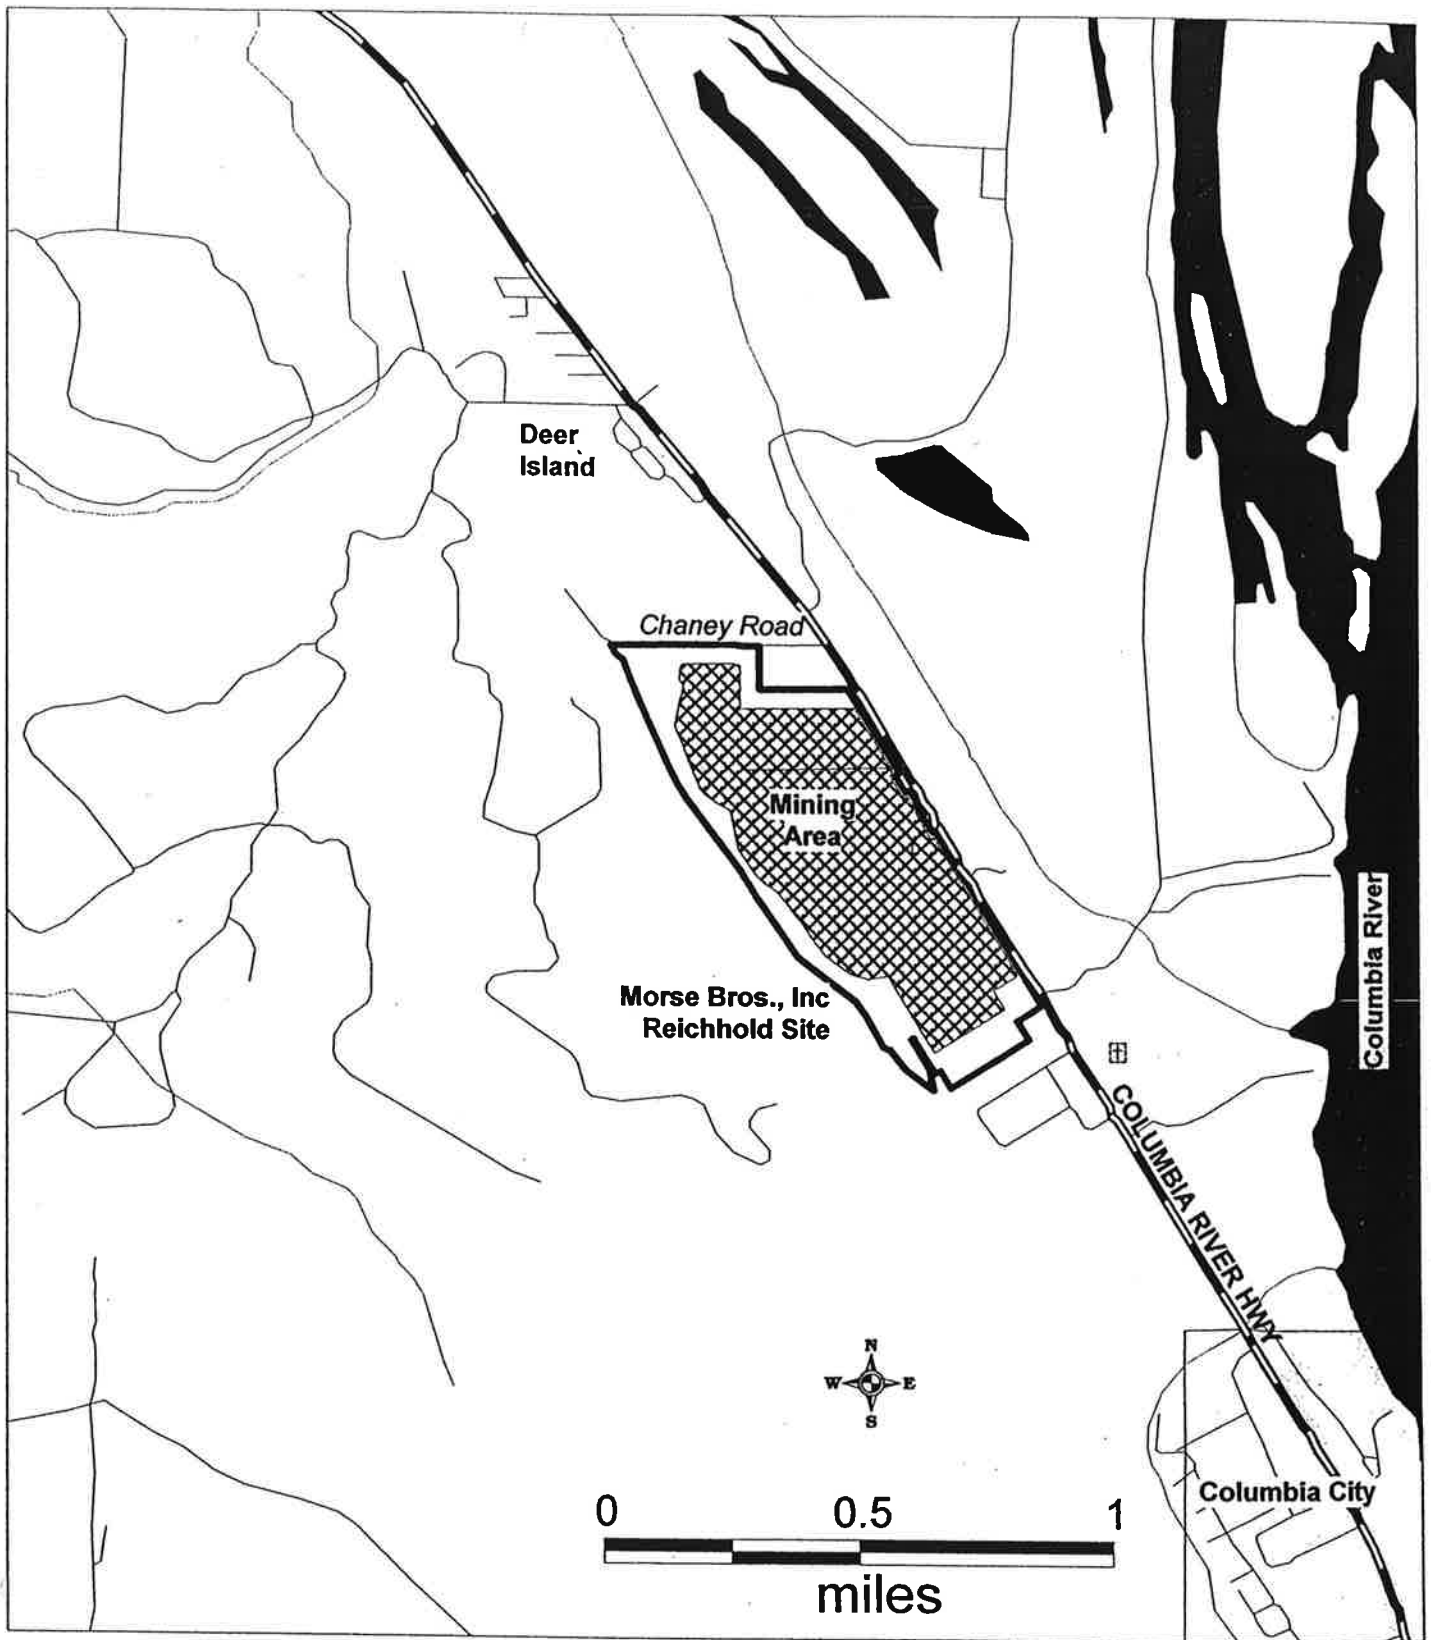 Deer
Island
Chaney Road
Mining
Area
Columbia River
Morse Bros., Inc
Reichhold Site
COLUMBIA RIVER HWY
N
W E
S
Columbia City
0 0.5 1
miles